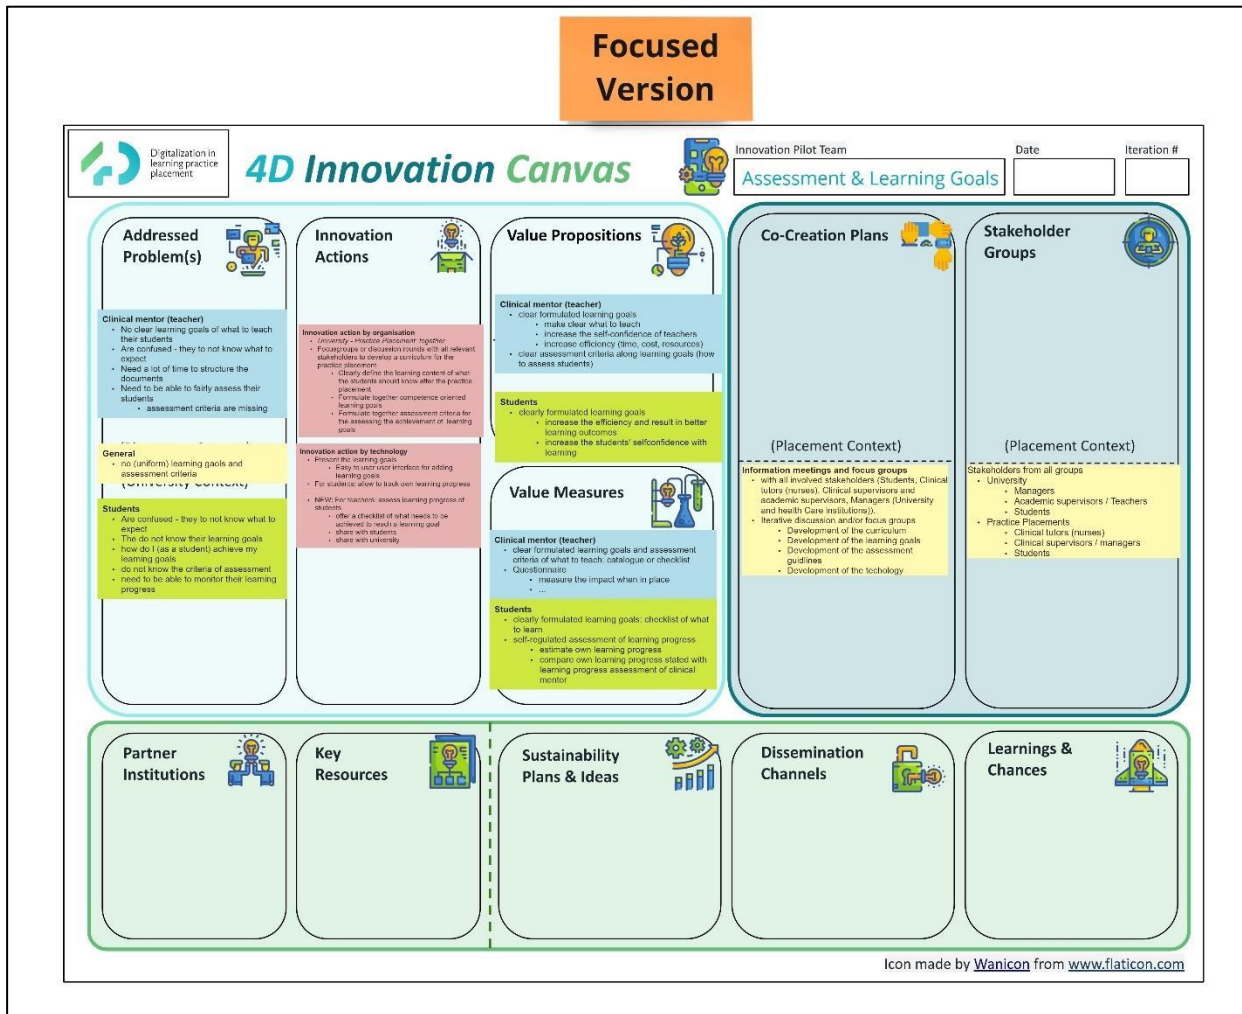 Focused
Version
Digitalization in
learning practice
placement
4D Innovation Canvas
Innovation Pilot Team
Assessment & Learning Goals
Date
Iteration #
Addressed
Problem(s)
Clinical mentor (teacher)
• No clear learning goals of what to teach
their students
• Are confused - they to not know what to
expect
• Need a lot of time to structure the
documents
• Need to be able to fairly assess their
students
• assessment criteria are missing
General
• no (uniform) learning gaols and
assessment criteria
(University Context)
Students
• Are confused - they to not know what to
expect
• The do not know their learning goals
• how do I (as a student) achieve my
learning goals
• do not know the criteria of assessment
• need to be able to monitor their learning
progress
Innovation
Actions
Innovation action by organisation
• University - Practice Placement: together
• Focusgroups or discussion rounds with all relevant
stakeholders to develop a curriculum for the
practice placement
• Clearly define the learning content of what
the students should know after the practice
placement
• Formulate together competence oriented
learning goals
• Formulate together assessment criteria for
the assessing the achievement of learning
goals
Innovation action by technology
• Present the learning goals
• Easy to user user interface for adding
learning goals
• For students: allow to track own learning progress
• NEW: For teachers: assess learning progress of
students
• offer a checklist of what needs to be
achieved to reach a learning goal
• share with students
• share with university
Value Propositions
Clinical mentor (teacher)
• clear formulated learning goals
• make clear what to teach
• increase the self-confidence of teachers
• increase efficiency (time, cost, resources)
• clear assessment criteria along learning goals (how
to assess students)
Students
• clearly formulated learning goals
• increase the efficiency and result in better
learning outcomes
• increase the students' selfconfidence with
learning
Value Measures
Clinical mentor (teacher)
• clear formulated learning goals and assessment
criteria of what to teach: catalogue or checklist
• Questionnaire
• measure the impact when in place
• ...
Students
• clearly formulated learning goals: checklist of what
to learn
• self-regulated assessment of learning progress
• estimate own learning progress
• compare own learning progress stated with
learning progress assessment of clinical
mentor
Co-Creation Plans
(Placement Context)
Information meetings and focus groups
• with all involved stakeholders (Students, Clinical
tutors (nurses). Clinical supervisors and
academic supervisors, Managers (University
and health Care institutions)).
• Iterative discussion and/or focus groups
• Development of the curriculum
• Development of the learning goals
• Development of the assessment
guidlines
• Development of the techology
Stakeholder
Groups
(Placement Context)
Stakeholders from all groups
• University
• Managers
• Academic supervisors / Teachers
• Students
• Practice Placements
• Clinical tutors (nurses)
• Clinical supervisors / managers
• Students
Partner
Institutions
Key
Resources
Sustainability
Plans & Ideas
Dissemination
Channels
Learnings &
Chances
Icon made by Wanicon from www.flaticon.com